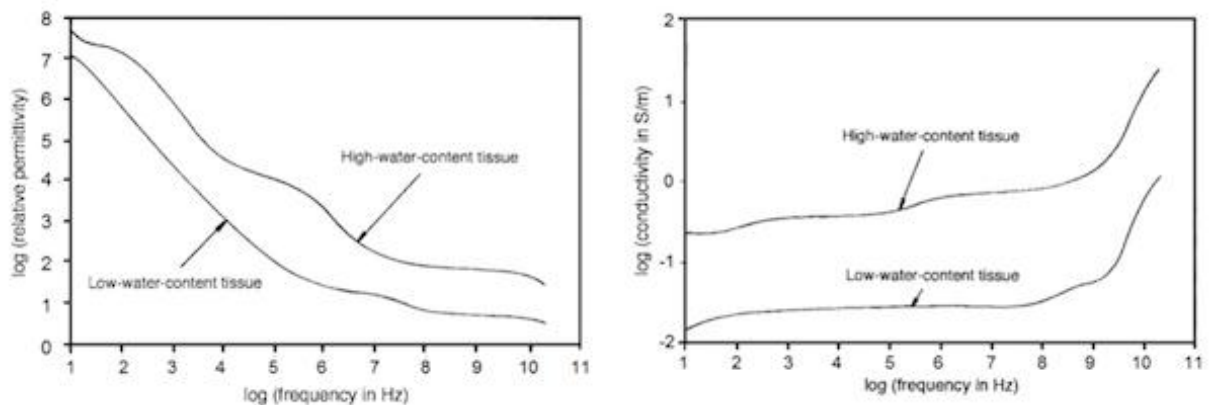 8
7
6
5
4
3
2
1
0
log (relative permittivity)
High-water-content tissue
Low-water-content tissue
1 2 3 4 5 6 7 8 9 10 11
log (frequency in Hz)
2
1
0
-1
-2
log (conductivity in S/m)
High-water-content tissue
Low-water-content tissue
1 2 3 4 5 6 7 8 9 10 11
log (frequency in Hz)